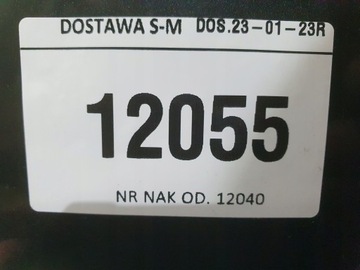 DOSTAWA S-M DOS.23-01-23R
12055
NR NAK OD. 12040